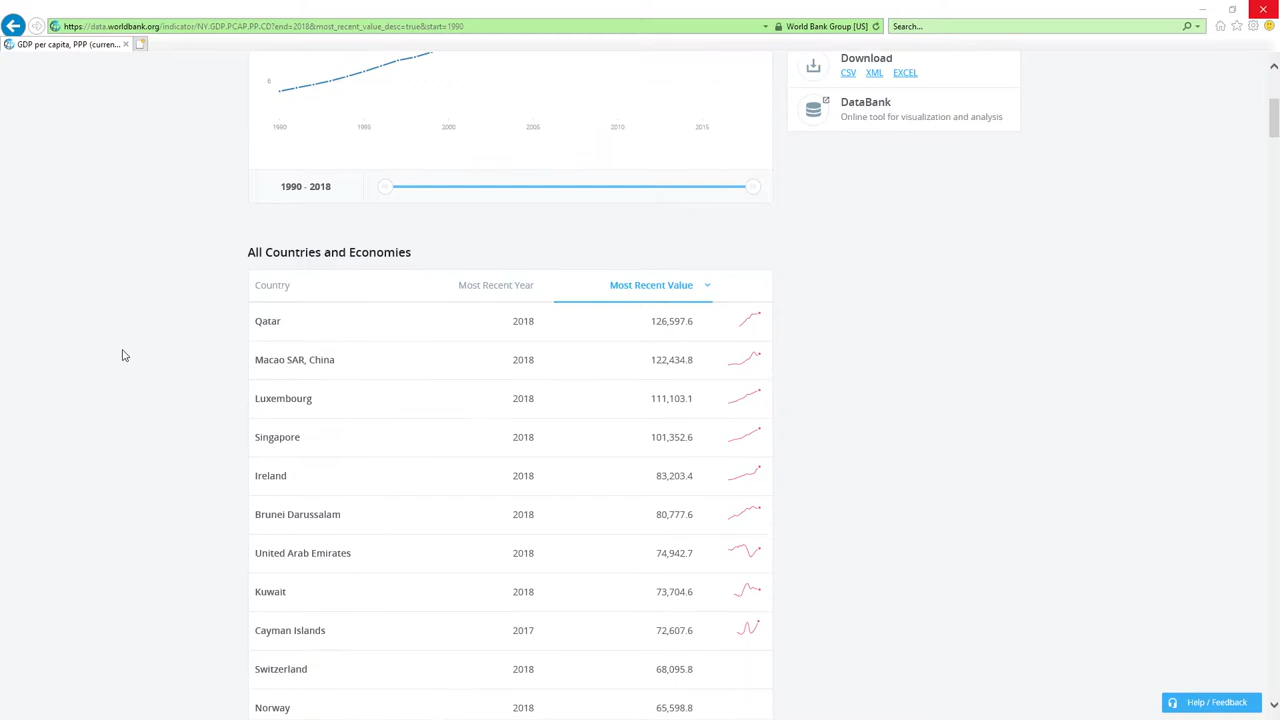 https://data.worldbank.org/indicator/NY.GDP.PCAP.PP.CD?end=2018&most_recent_value_desc=true&start=1990
World Bank Group [US]
Search...
GDP per capita, PPP (curren...
6
1990
1995
2000
2005
2010
2015
1990 - 2018
Download
CSV XML EXCEL
DataBank
Online tool for visualization and analysis
All Countries and Economies
Country Most Recent Year Most Recent Value
Qatar 2018 126,597.6
Macao SAR, China 2018 122,434.8
Luxembourg 2018 111,103.1
Singapore 2018 101,352.6
Ireland 2018 83,203.4
Brunei Darussalam 2018 80,777.6
United Arab Emirates 2018 74,942.7
Kuwait 2018 73,704.6
Cayman Islands 2017 72,607.6
Switzerland 2018 68,095.8
Norway 2018 65,598.8
Help / Feedback